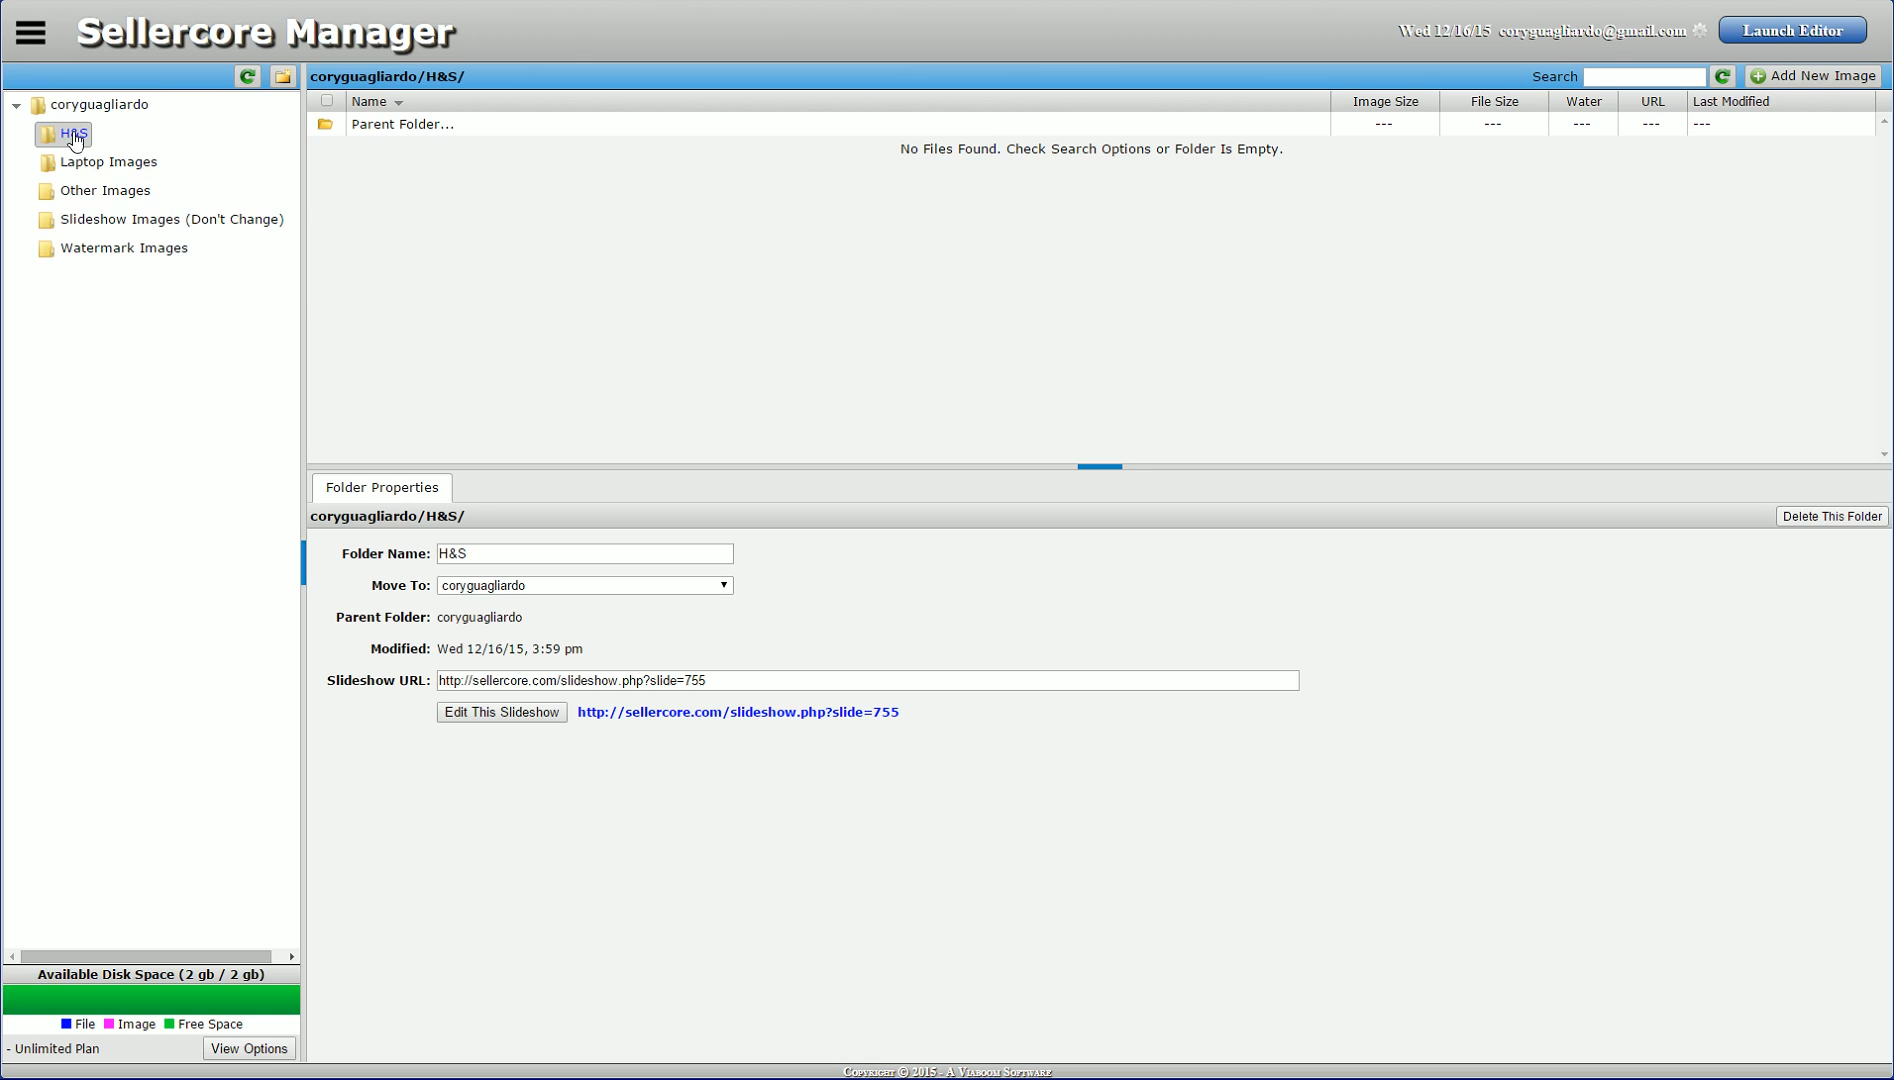 Sellercore Manager
Wed 12/16/15 coryguagliardo@gmail.com Launch Editor
coryguagliardo
H&S
Laptop Images
Other Images
Slideshow Images (Don't Change)
Watermark Images
Available Disk Space (2 gb / 2 gb)
File Image Free Space
- Unlimited Plan View Options
coryguagliardo/H&S/ Search Add New Image
Name Image Size File Size Water URL Last Modified
Parent Folder... --- --- --- --- ---
No Files Found. Check Search Options or Folder Is Empty.
Folder Properties
coryguagliardo/H&S/ Delete This Folder
Folder Name: H&S
Move To: coryguagliardo
Parent Folder: coryguagliardo
Modified: Wed 12/16/15, 3:59 pm
Slideshow URL: http://sellercore.com/slideshow.php?slide=755
Edit This Slideshow http://sellercore.com/slideshow.php?slide=755
Copyright © 2015 - A Viaboom Software